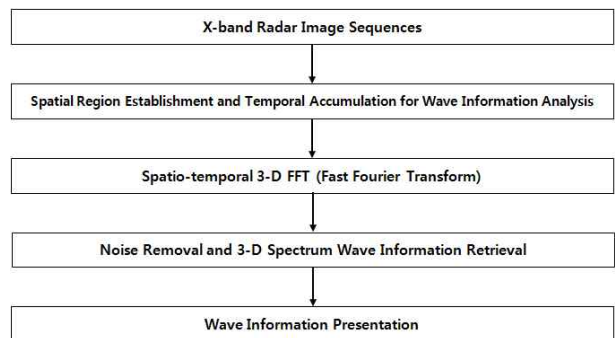 X-band Radar Image Sequences
Spatial Region Establishment and Temporal Accumulation for Wave Information Analysis
Spatio-temporal 3-D FFT (Fast Fourier Transform)
Noise Removal and 3-D Spectrum Wave Information Retrieval
Wave Information Presentation